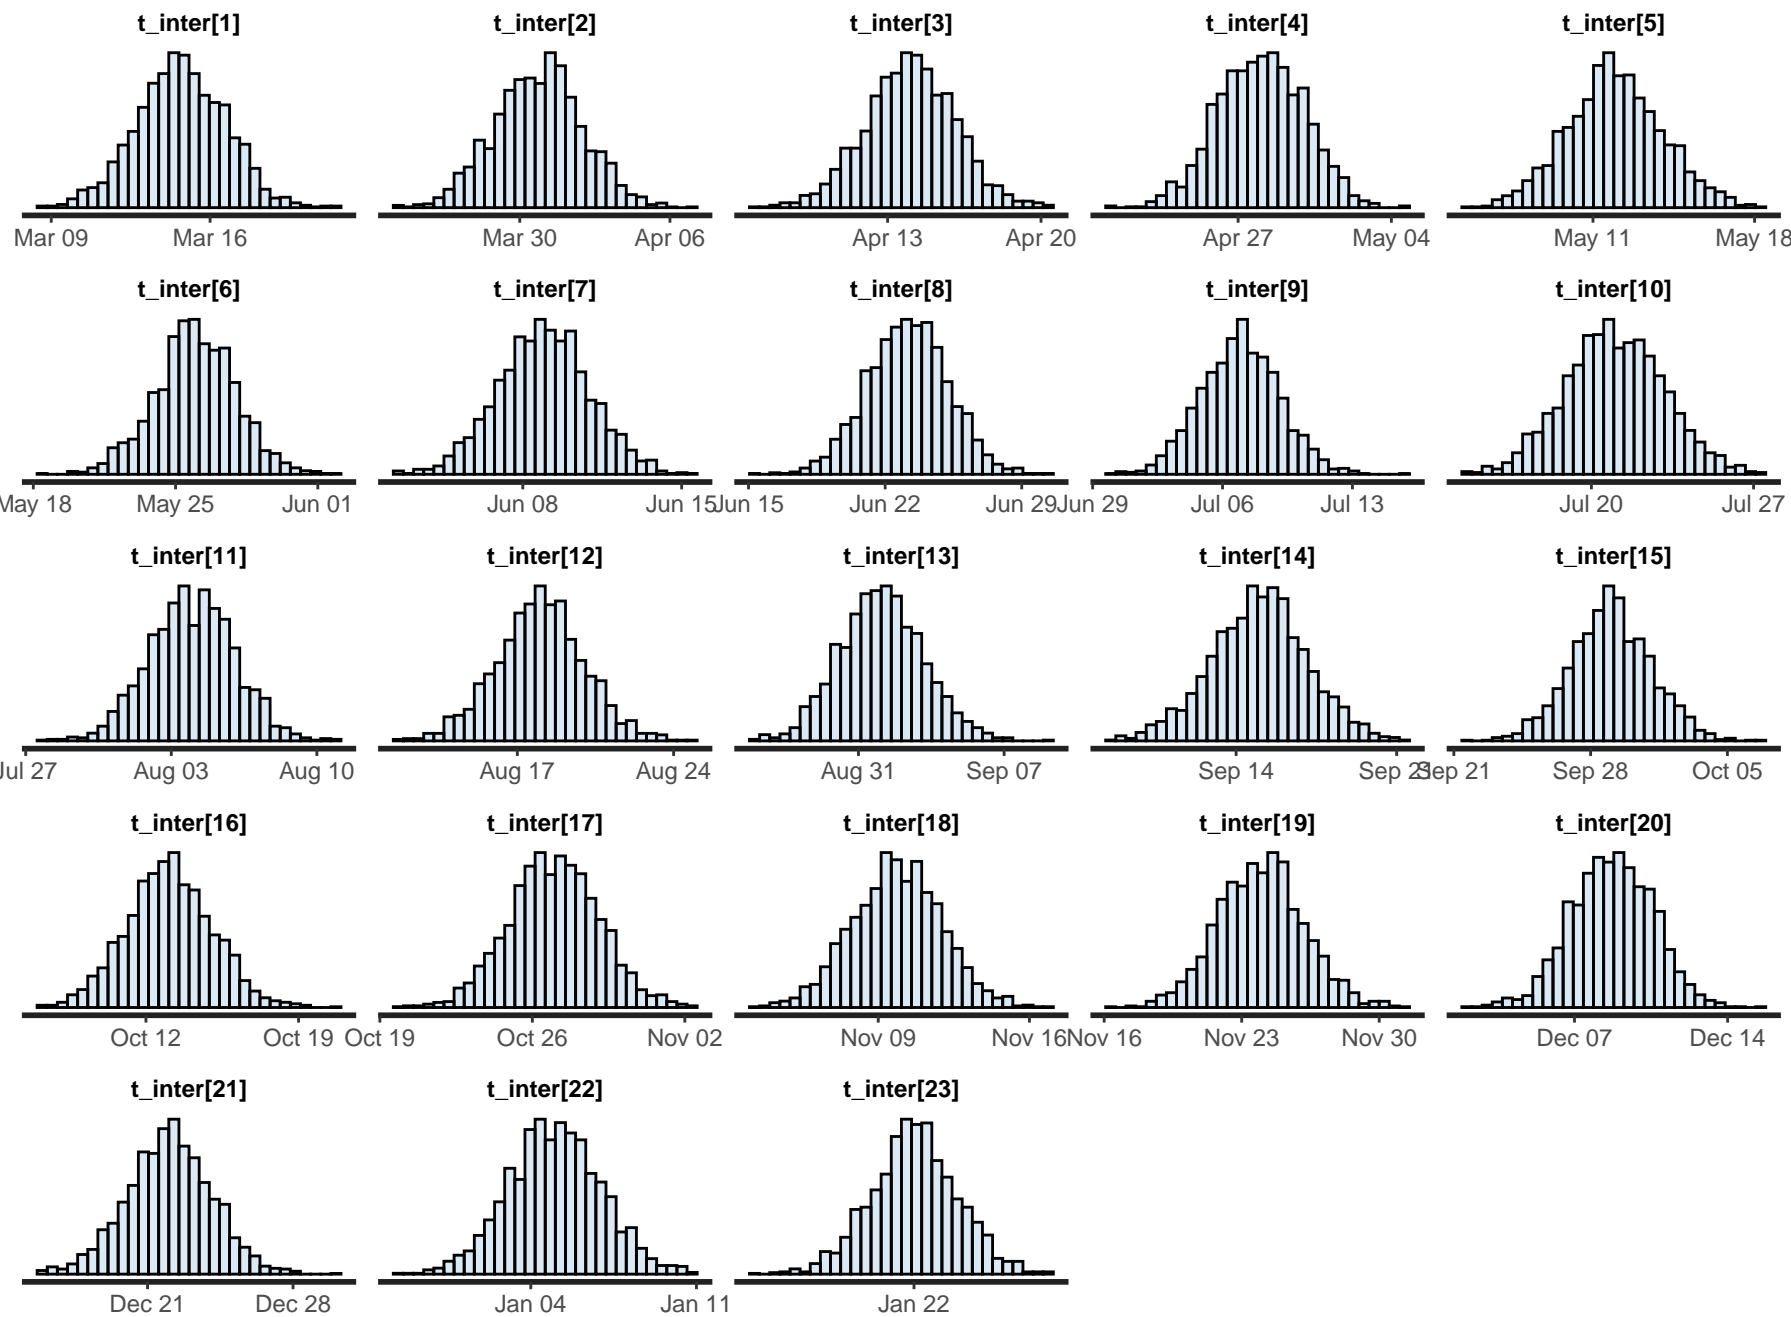 t_inter[1] t_inter[2] t_inter[3] t_inter[4] t_inter[5]
Mar 09 Mar 16 Mar 30 Apr 06 Apr 13 Apr 20 Apr 27 May 04 May 11 May 18
t_inter[6] t_inter[7] t_inter[8] t_inter[9] t_inter[10]
May 18 May 25 Jun 01 Jun 08 Jun 15 Jun 15 Jun 22 Jun 29 Jun 29 Jul 06 Jul 13 Jul 20 Jul 27
t_inter[11] t_inter[12] t_inter[13] t_inter[14] t_inter[15]
Jul 27 Aug 03 Aug 10 Aug 17 Aug 24 Aug 31 Sep 07 Sep 14 Sep 21 Sep 21 Sep 28 Oct 05
t_inter[16] t_inter[17] t_inter[18] t_inter[19] t_inter[20]
Oct 12 Oct 19 Oct 19 Oct 26 Nov 02 Nov 09 Nov 16 Nov 16 Nov 23 Nov 30 Dec 07 Dec 14
t_inter[21] t_inter[22] t_inter[23]
Dec 21 Dec 28 Jan 04 Jan 11 Jan 22